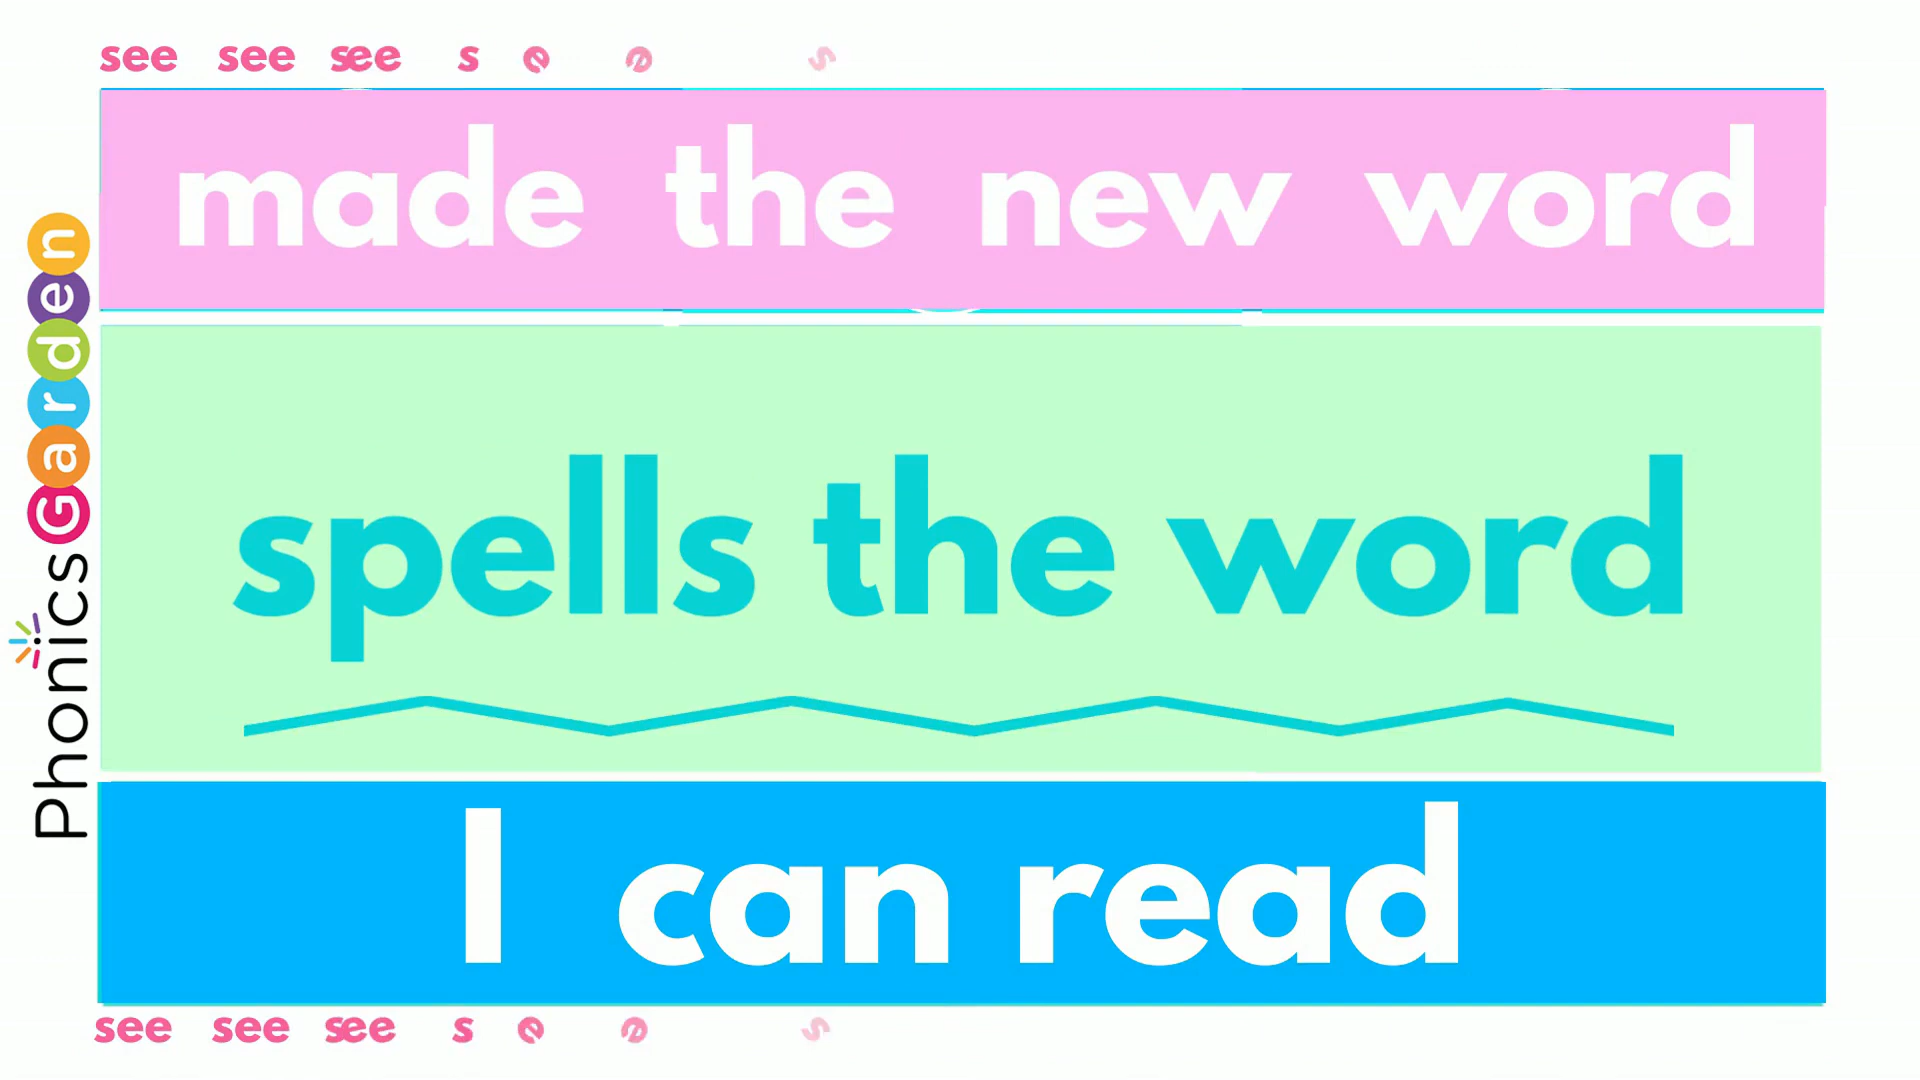 see see see s e e s
made the new word
spells the word
I can read
see see see s e e s
PhonicsGarden